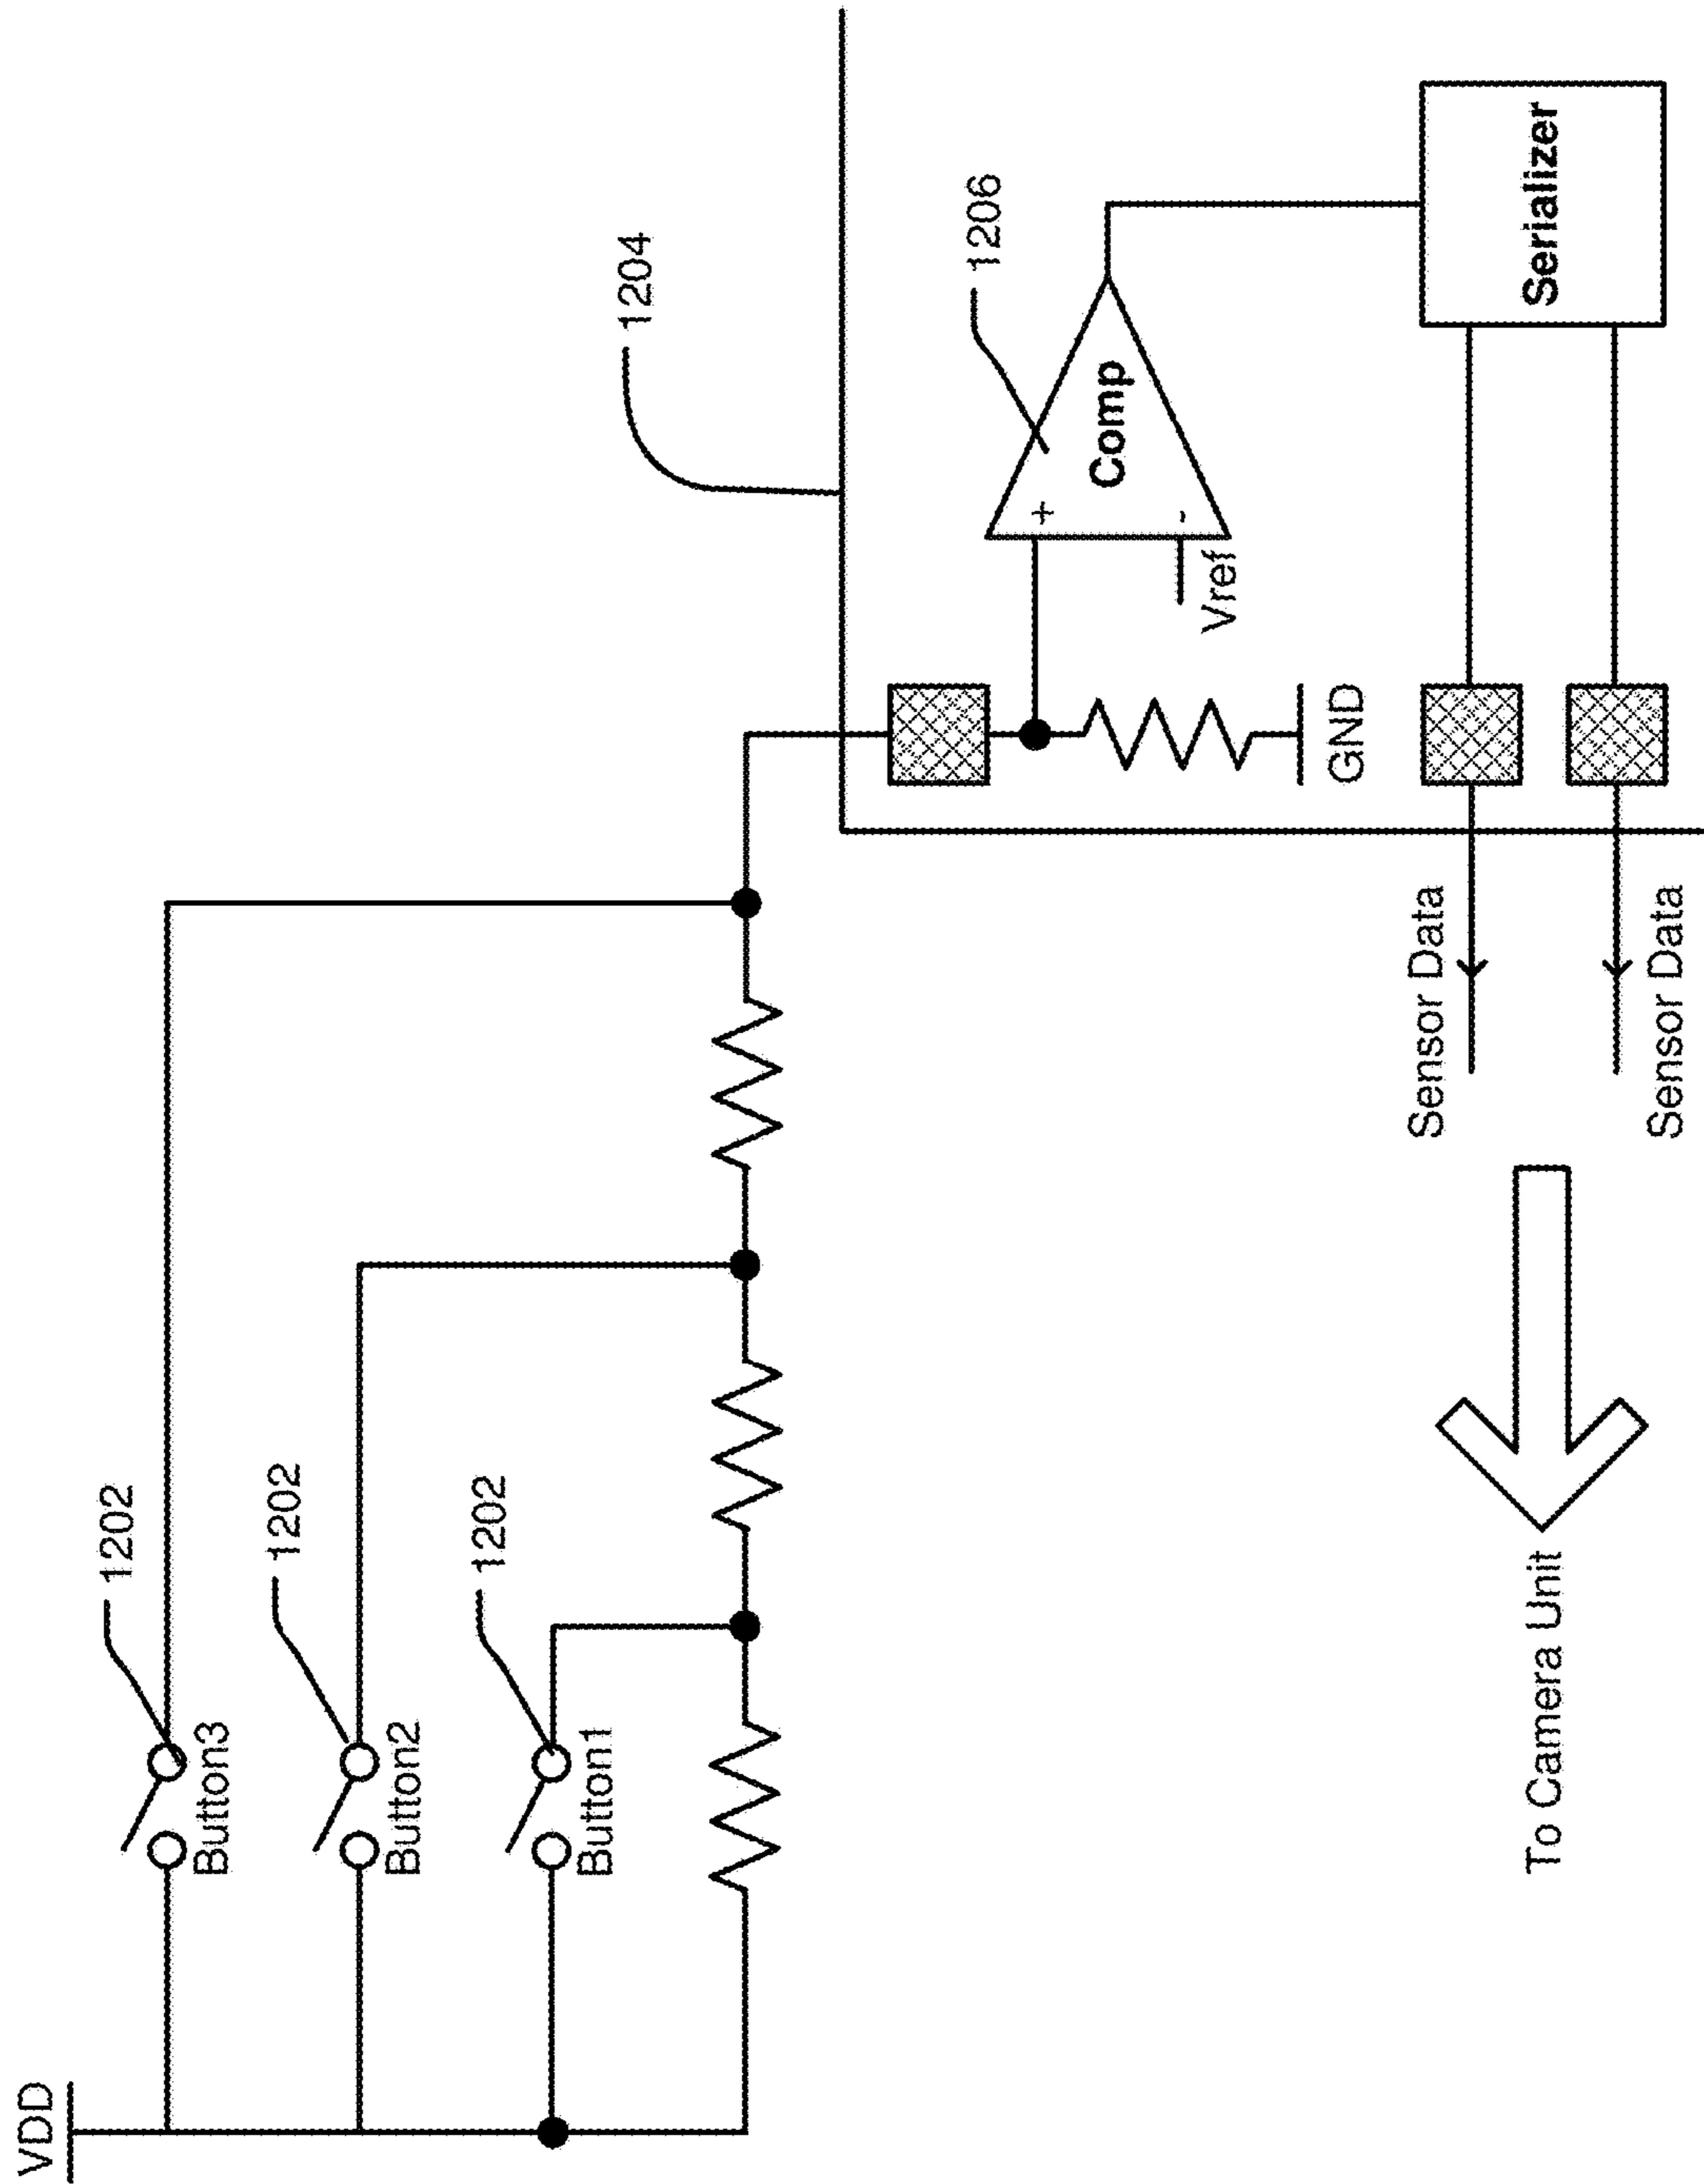 VDD
1202
Button3
1202
Button2
1202
Button1
1204
1206
+
Comp
-
Vref
GND
Serializer
Sensor Data
Sensor Data
To Camera Unit